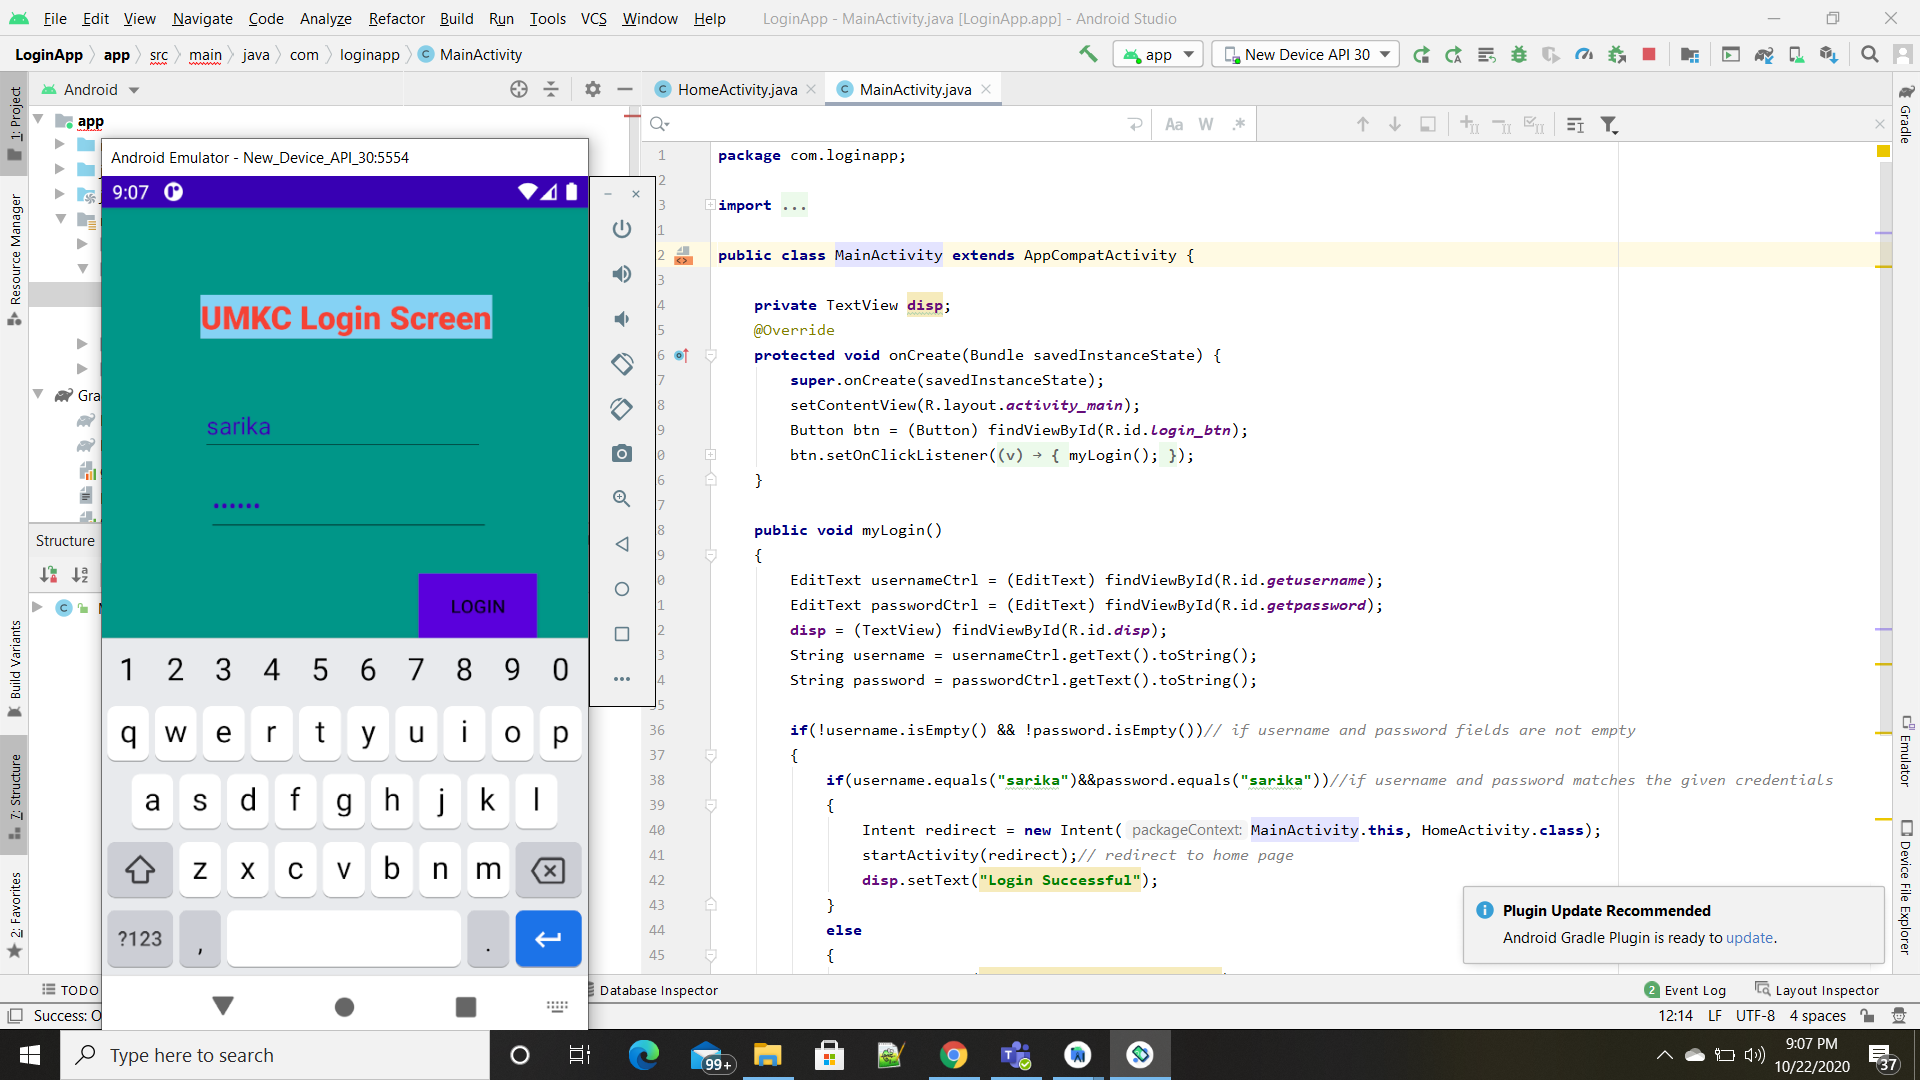 File Edit View Navigate Code Analyze Refactor Build Run Tools VCS Window Help LoginApp - MainActivity.java [LoginApp.app] - Android Studio
LoginApp app src main java com loginapp MainActivity
app New Device API 30
1: Project
Resource Manager
Build Variants
7: Structure
2: Favorites
Android
app
Gra
Structure
HomeActivity.java MainActivity.java
Aa W .*
Android Emulator - New_Device_API_30:5554
9:07
UMKC Login Screen
sarika
••••••
LOGIN
1 2 3 4 5 6 7 8 9 0
q w e r t y u i o p
a s d f g h j k l
z x c v b n m
?123 , .
1 package com.loginapp;
2
3 import ...
1
2 public class MainActivity extends AppCompatActivity {
3
4 private TextView disp;
5 @Override
6 protected void onCreate(Bundle savedInstanceState) {
7 super.onCreate(savedInstanceState);
8 setContentView(R.layout.activity_main);
9 Button btn = (Button) findViewById(R.id.login_btn);
0 btn.setOnClickListener((v) → { myLogin(); });
6 }
7
8 public void myLogin()
9 {
0 EditText usernameCtrl = (EditText) findViewById(R.id.getusername);
1 EditText passwordCtrl = (EditText) findViewById(R.id.getpassword);
2 disp = (TextView) findViewById(R.id.disp);
3 String username = usernameCtrl.getText().toString();
4 String password = passwordCtrl.getText().toString();
35
36 if(!username.isEmpty() && !password.isEmpty())// if username and password fields are not empty
37 {
38 if(username.equals("sarika")&&password.equals("sarika"))//if username and password matches the given credentials
39 {
40 Intent redirect = new Intent( packageContext: MainActivity.this, HomeActivity.class);
41 startActivity(redirect);// redirect to home page
42 disp.setText("Login Successful");
43 }
44 else
45 {
Plugin Update Recommended
Android Gradle Plugin is ready to update.
Gradle
Emulator
Device File Explorer
TODO Database Inspector 2 Event Log Layout Inspector
Success: O 12:14 LF UTF-8 4 spaces
Type here to search 99+ 9:07 PM
10/22/2020 37